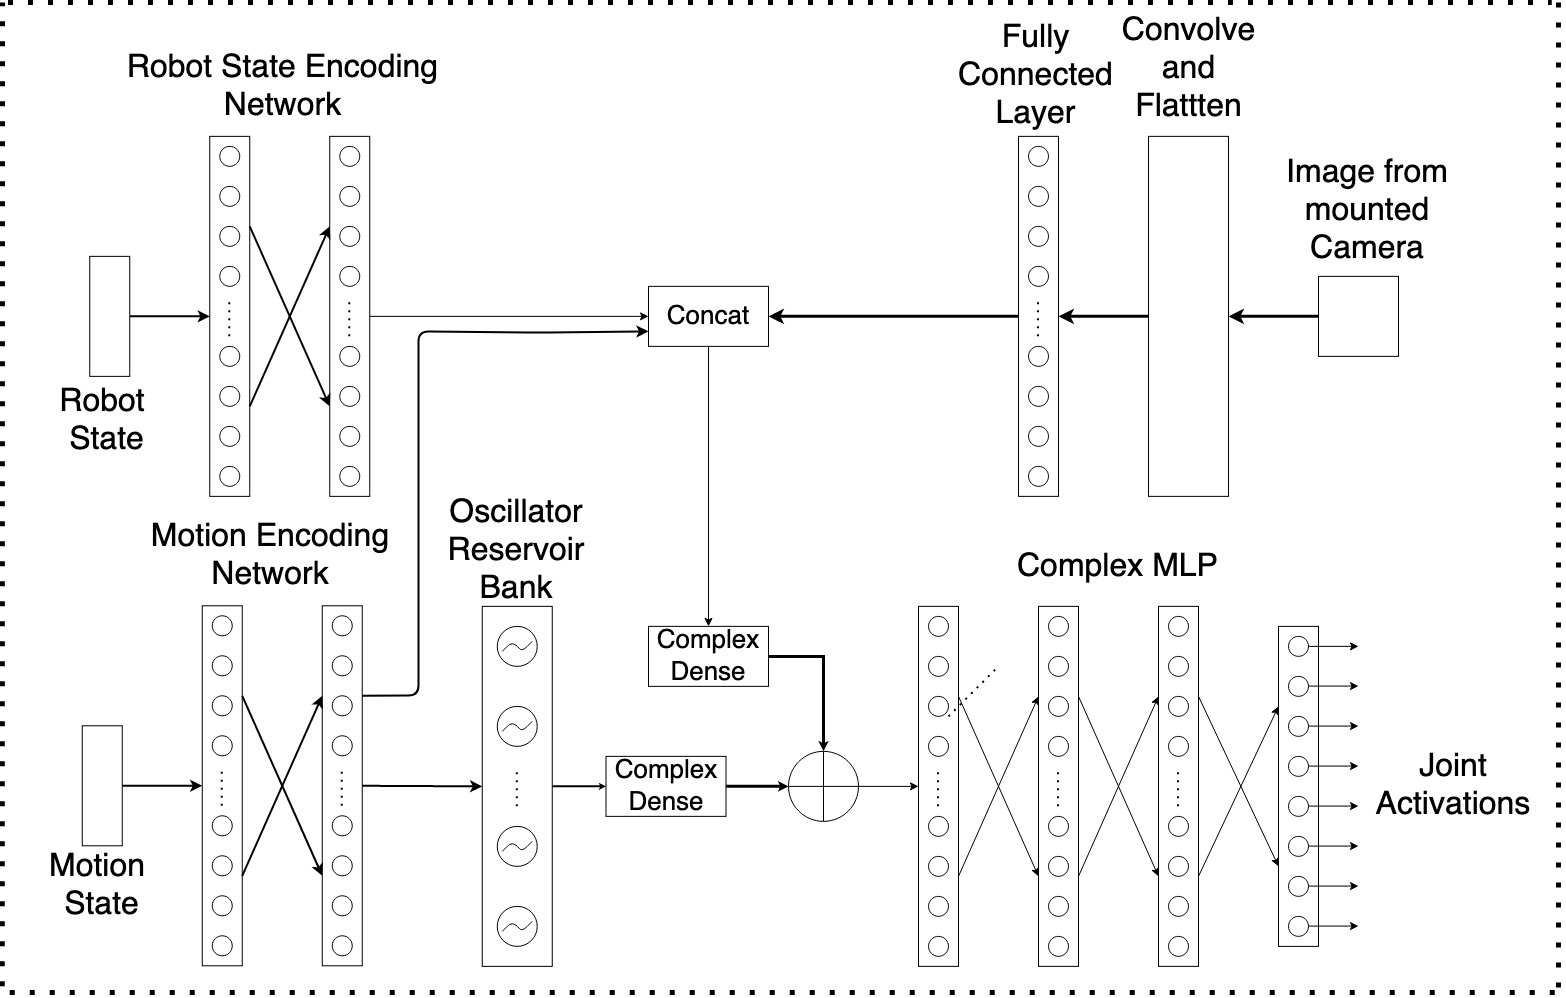 Robot State Encoding
Network
Fully
Connected
Layer
Convolve
and
Flattten
Image from
mounted
Camera
Concat
Robot
State
Motion Encoding
Network
Oscillator
Reservoir
Bank
Complex MLP
Complex
Dense
Complex
Dense
Joint
Activations
Motion
State